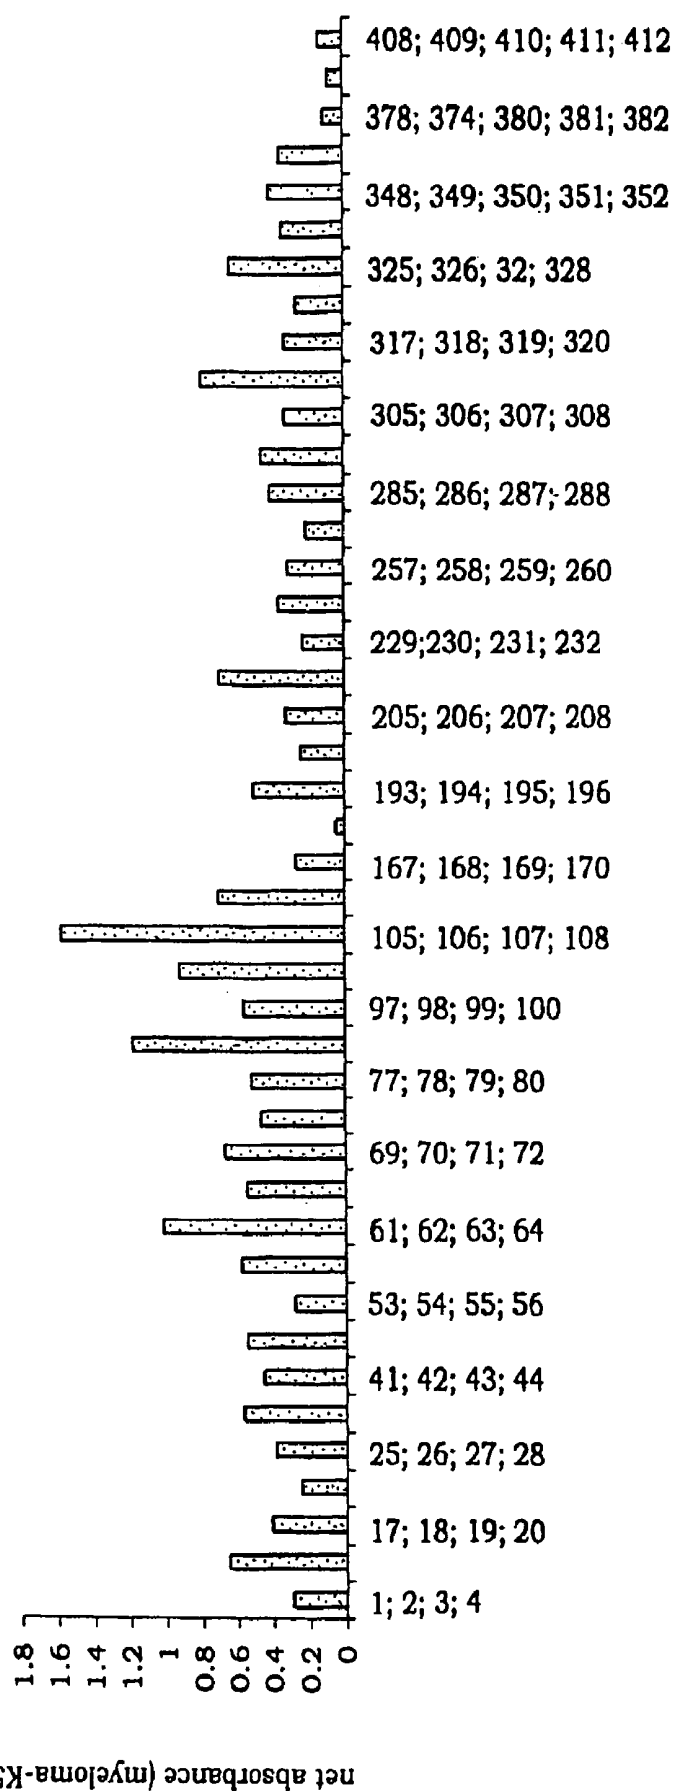 408; 409; 410; 411; 412
378; 374; 380; 381; 382
348; 349; 350; 351; 352
325; 326; 32; 328
317; 318; 319; 320
305; 306; 307; 308
285; 286; 287; 288
257; 258; 259; 260
229;230; 231; 232
205; 206; 207; 208
193; 194; 195; 196
167; 168; 169; 170
105; 106; 107; 108
97; 98; 99; 100
77; 78; 79; 80
69; 70; 71; 72
61; 62; 63; 64
53; 54; 55; 56
41; 42; 43; 44
25; 26; 27; 28
17; 18; 19; 20
1; 2; 3; 4
1.8
1.6
1.4
1.2
1
0.8
0.6
0.4
0.2
0
net absorbance (myeloma-K5